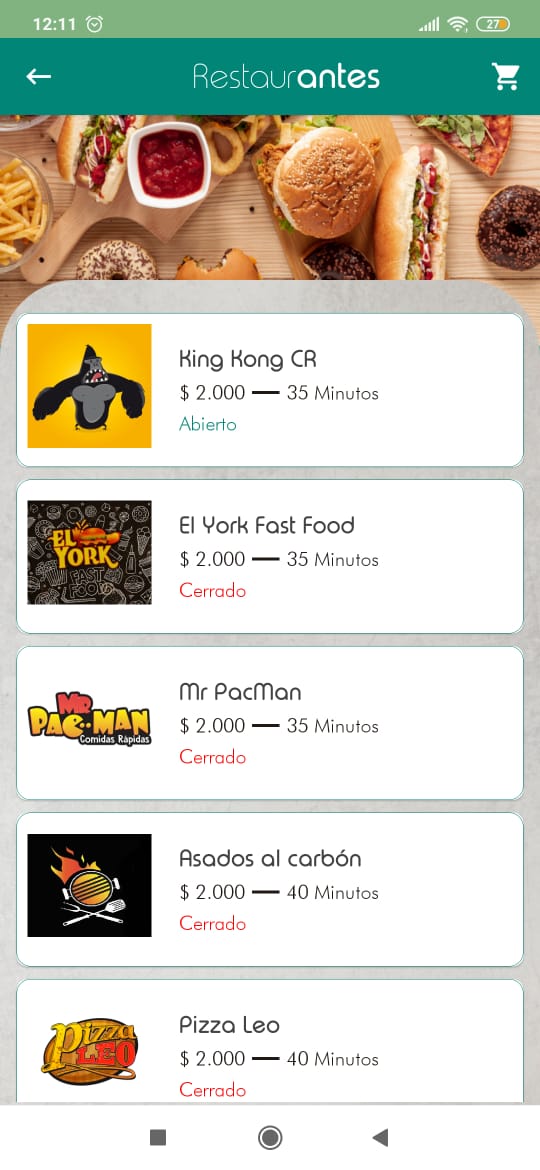 12:11
27
Restaurantes
King Kong CR
$ 2.000 — 35 Minutos
Abierto
EL
YORK
FAST
FOOD
El York Fast Food
$ 2.000 — 35 Minutos
Cerrado
MR
PAC-MAN
Comidas Rápidas
Mr PacMan
$ 2.000 — 35 Minutos
Cerrado
Asados al carbón
$ 2.000 — 40 Minutos
Cerrado
Pizza
LEO
Pizza Leo
$ 2.000 — 40 Minutos
Cerrado